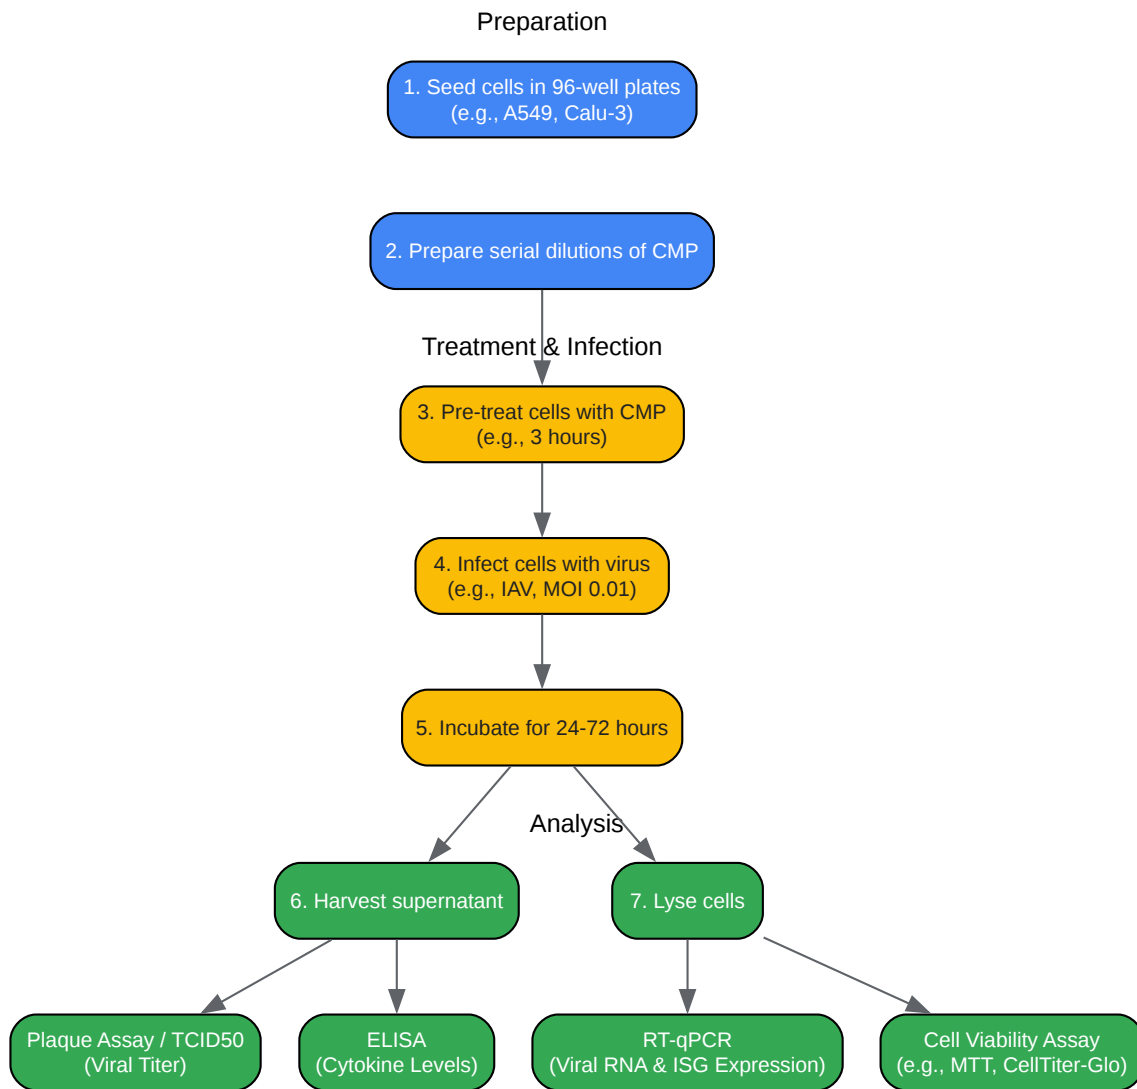 Preparation
1. Seed cells in 96-well plates
(e.g., A549, Calu-3)
2. Prepare serial dilutions of CMP
Treatment & Infection
3. Pre-treat cells with CMP
(e.g., 3 hours)
4. Infect cells with virus
(e.g., IAV, MOI 0.01)
5. Incubate for 24-72 hours
Analysis
6. Harvest supernatant
7. Lyse cells
Plaque Assay / TCID50
(Viral Titer)
ELISA
(Cytokine Levels)
RT-qPCR
(Viral RNA & ISG Expression)
Cell Viability Assay
(e.g., MTT, CellTiter-Glo)